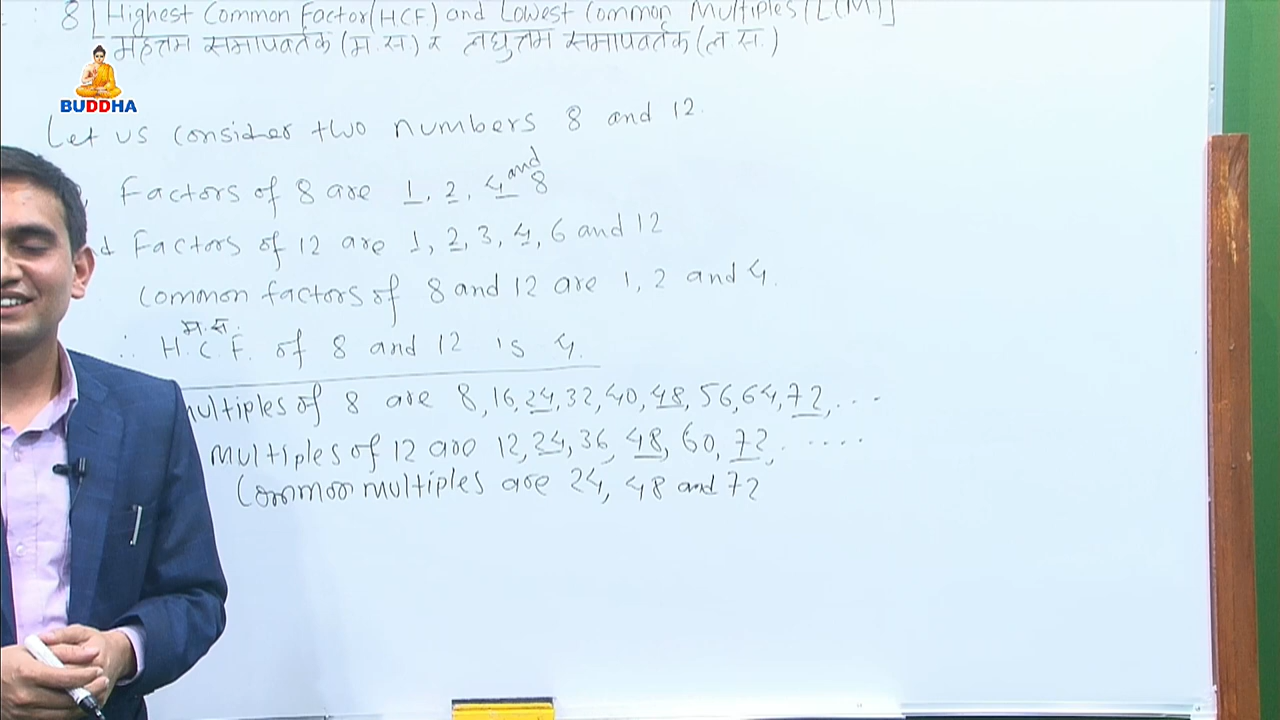 8 [Highest Common Factor(H.C.F.) and Lowest Common Multiples (L.C.M)]
महत्तम समापवर्तक (म.स) र लघुत्तम समापवर्तक (ल.स.)
BUDDHA
Let us consider two numbers 8 and 12.
Factors of 8 are 1, 2, 4 and 8
Factors of 12 are 1, 2, 3, 4, 6 and 12
Common factors of 8 and 12 are 1, 2 and 4.
म.स.
∴ H.C.F. of 8 and 12 is 4.
multiples of 8 are 8, 16, 24, 32, 40, 48, 56, 64, 72, ...
multiples of 12 are 12, 24, 36, 48, 60, 72, .....
Common multiples are 24, 48 and 72